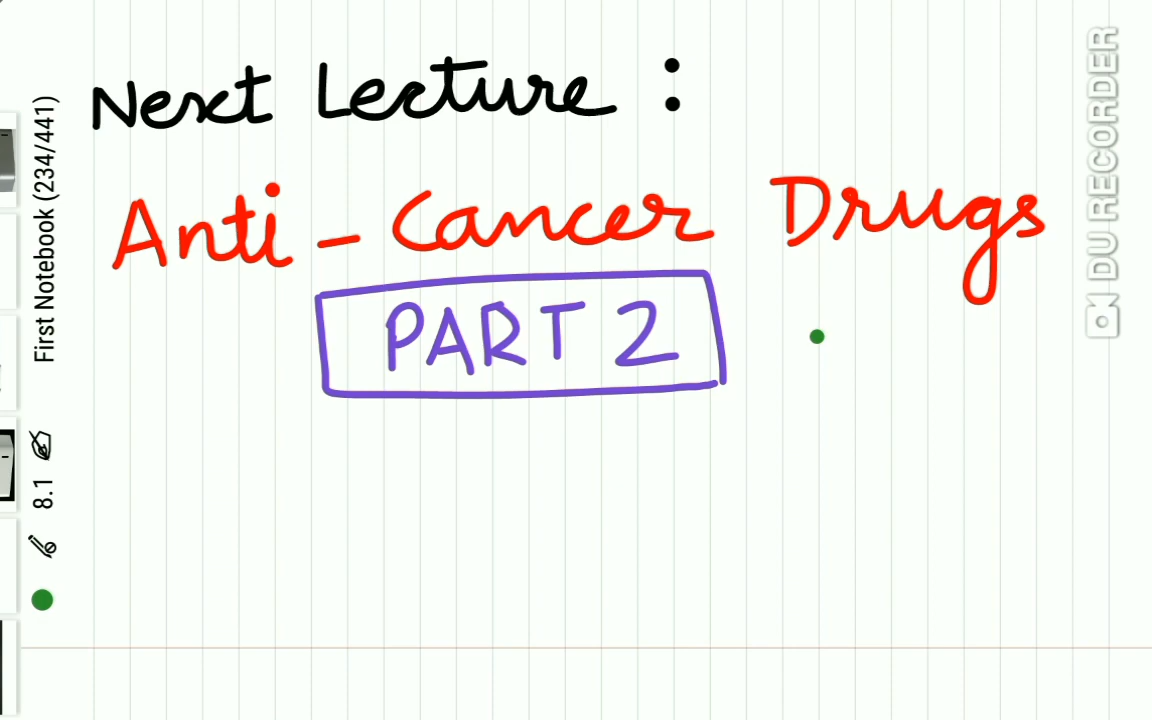 Next Lecture :
Anti-Cancer Drugs
PART 2
First Notebook (234/441)
8.1
DU RECORDER